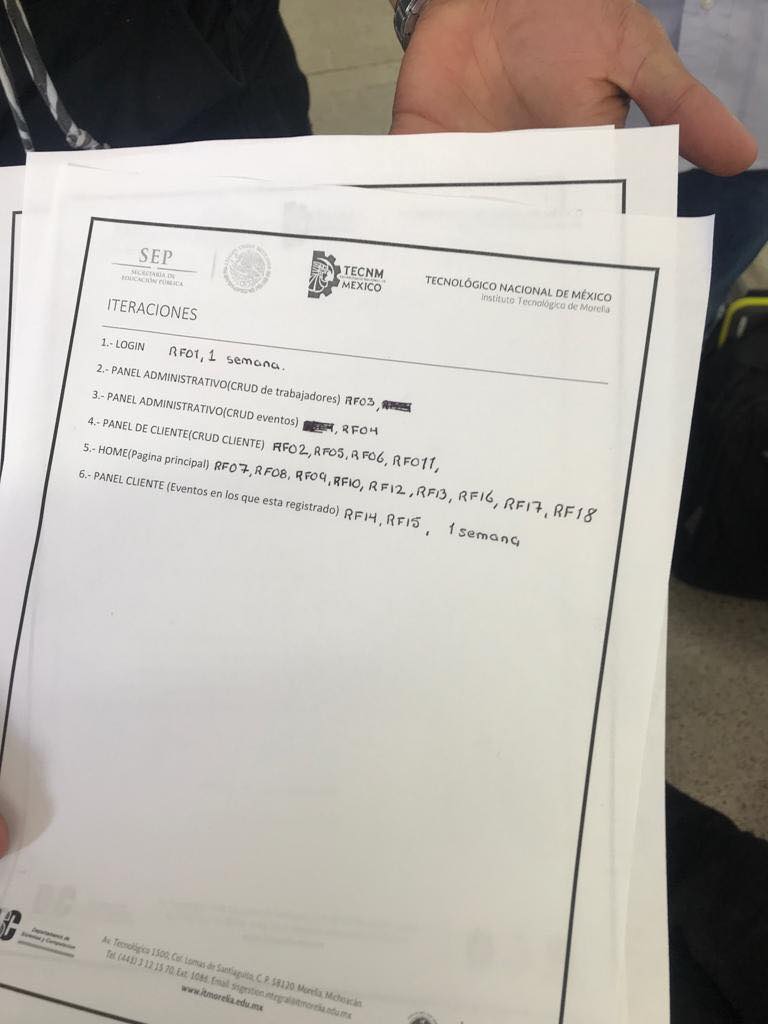 SEP
SECRETARÍA DE
EDUCACIÓN PÚBLICA
TECNM
MÉXICO
TECNOLÓGICO NACIONAL DE MÉXICO
Instituto Tecnológico de Morelia
ITERACIONES
1.- LOGIN RF01, 1 semana.
2.- PANEL ADMINISTRATIVO(CRUD de trabajadores) RF03,
3.- PANEL ADMINISTRATIVO(CRUD eventos) , RF04
4.- PANEL DE CLIENTE(CRUD CLIENTE) RF02, RF05, RF06, RF011,
5.- HOME(Pagina principal) RF07, RF08, RF09, RF10, RF12, RF13, RF16, RF17, RF18
6.- PANEL CLIENTE (Eventos en los que esta registrado) RF14, RF15, 1 semana
Departamento de
Sistemas y Computación
Av. Tecnológico 1500, Col. Lomas de Santiaguito, C. P. 58120, Morelia, Michoacán
Tel. (443) 3 12 15 70, Ext. 1086, Email. sisgestion.integral@itmorelia.edu.mx
www.itmorelia.edu.mx